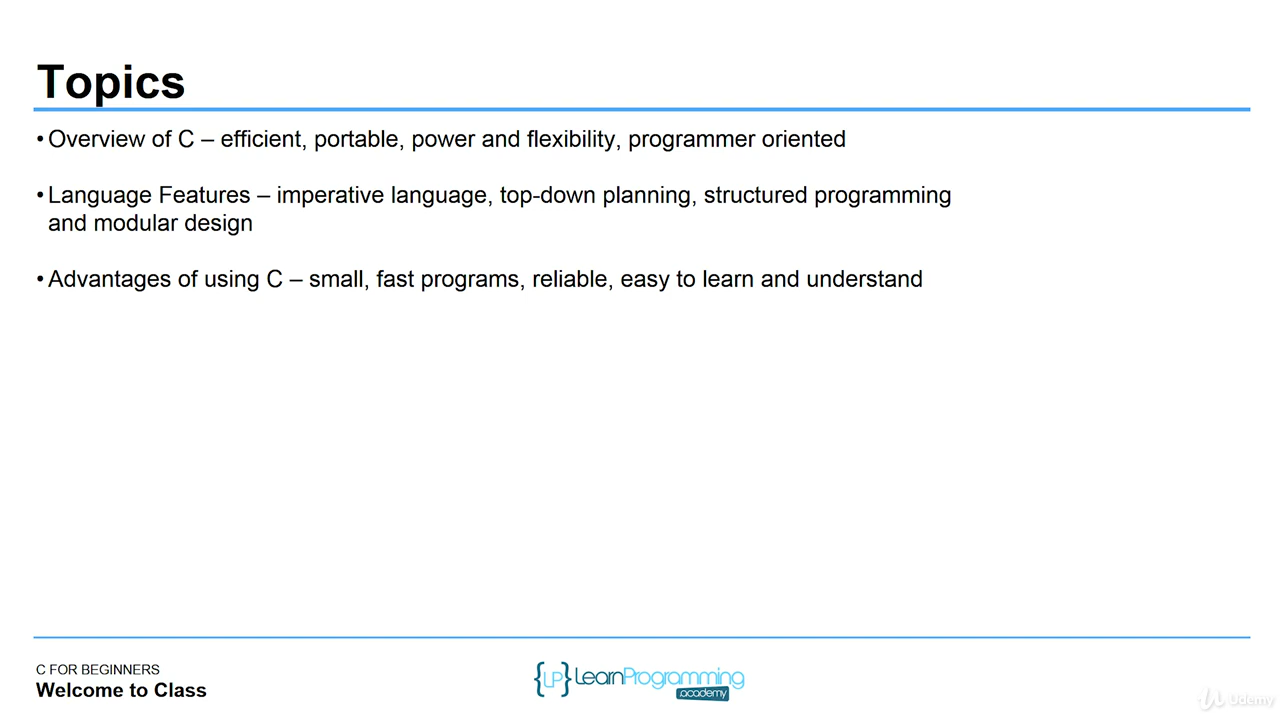 Topics
• Overview of C – efficient, portable, power and flexibility, programmer oriented
• Language Features – imperative language, top-down planning, structured programming
and modular design
• Advantages of using C – small, fast programs, reliable, easy to learn and understand
C FOR BEGINNERS
Welcome to Class
{LP} LearnProgramming
.academy
Udemy